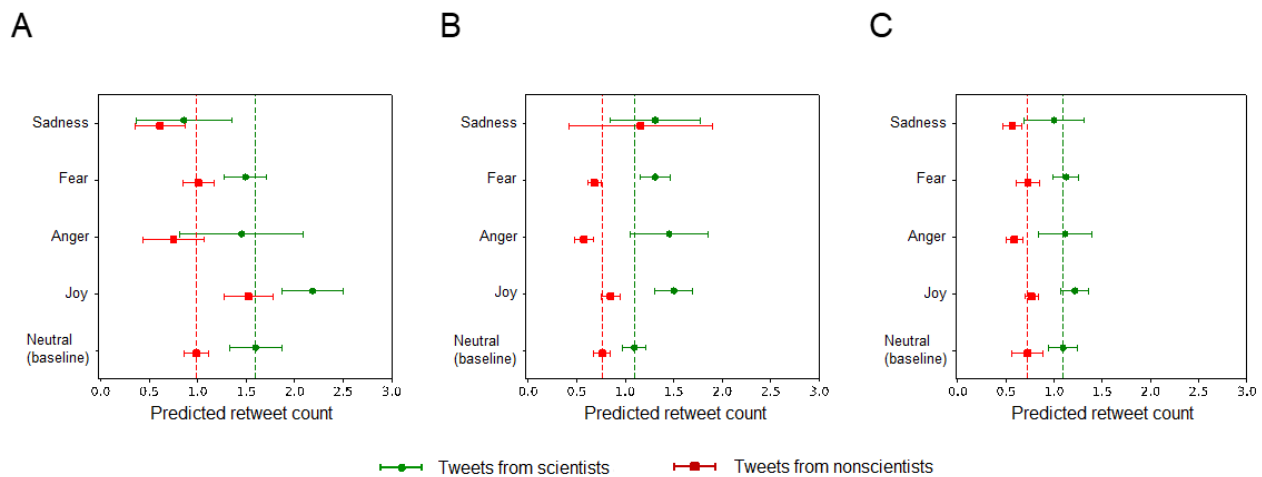 A
B
C
Sadness
Fear
Anger
Joy
Neutral
(baseline)
0.0 0.5 1.0 1.5 2.0 2.5 3.0
Predicted retweet count
Sadness
Fear
Anger
Joy
Neutral
(baseline)
0.0 0.5 1.0 1.5 2.0 2.5 3.0
Predicted retweet count
Sadness
Fear
Anger
Joy
Neutral
(baseline)
0.0 0.5 1.0 1.5 2.0 2.5 3.0
Predicted retweet count
Tweets from scientists
Tweets from nonscientists